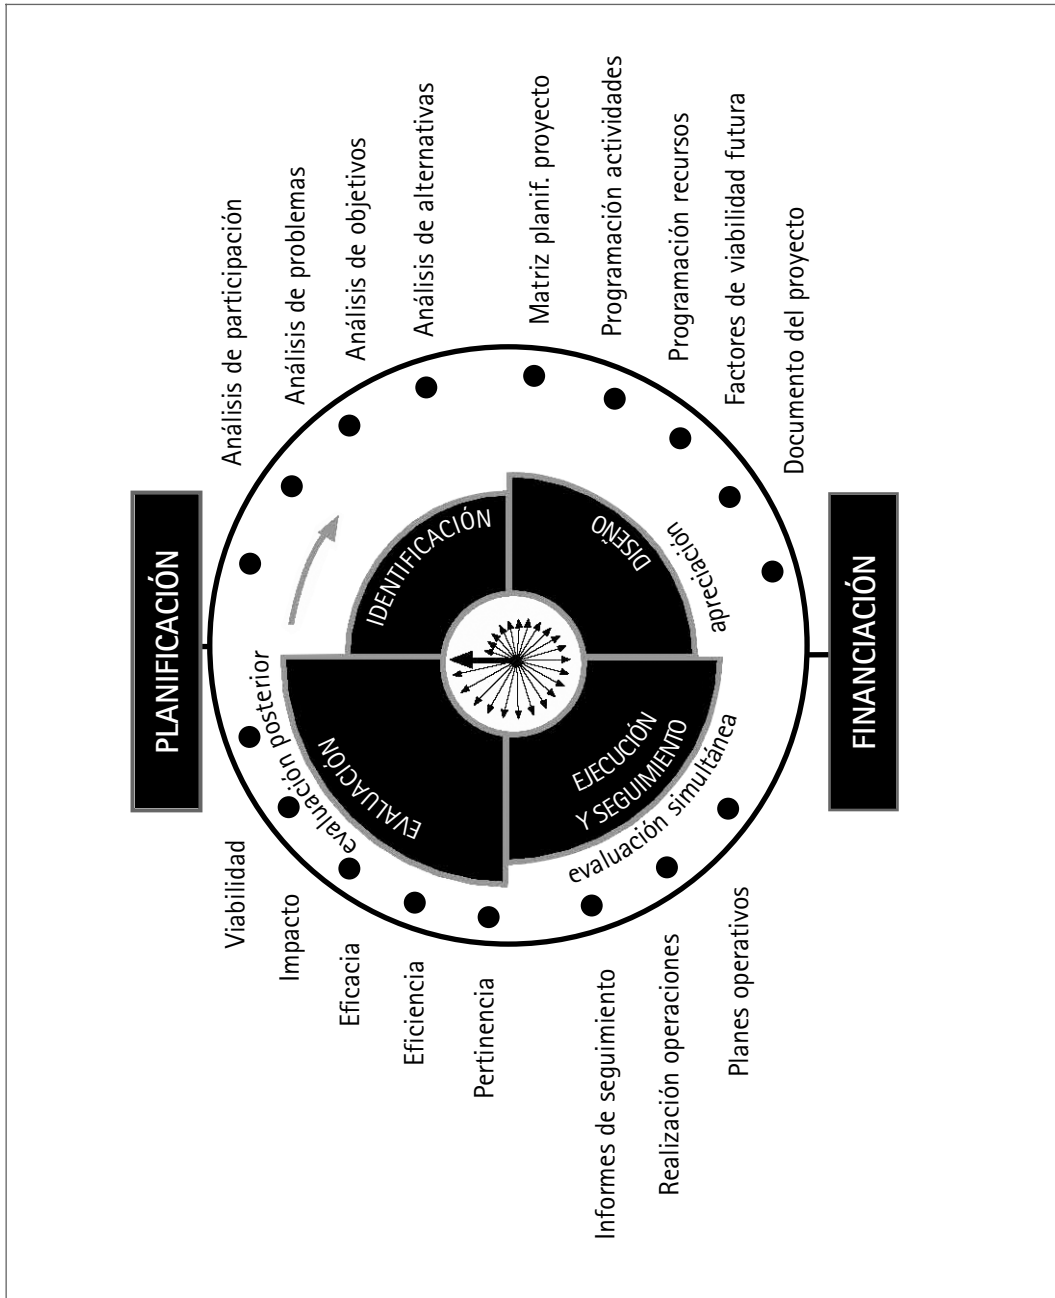 PLANIFICACIÓN
Análisis de participación
Análisis de problemas
Análisis de objetivos
Análisis de alternativas
Matriz planif. proyecto
Programación actividades
Programación recursos
Factores de viabilidad futura
Documento del proyecto
FINANCIACIÓN
Planes operativos
Realización operaciones
Informes de seguimiento
Pertinencia
Eficiencia
Eficacia
Impacto
Viabilidad
IDENTIFICACIÓN
DISEÑO
apreciación
EJECUCIÓN
Y SEGUIMIENTO
evaluación simultánea
EVALUACIÓN
evaluación posterior